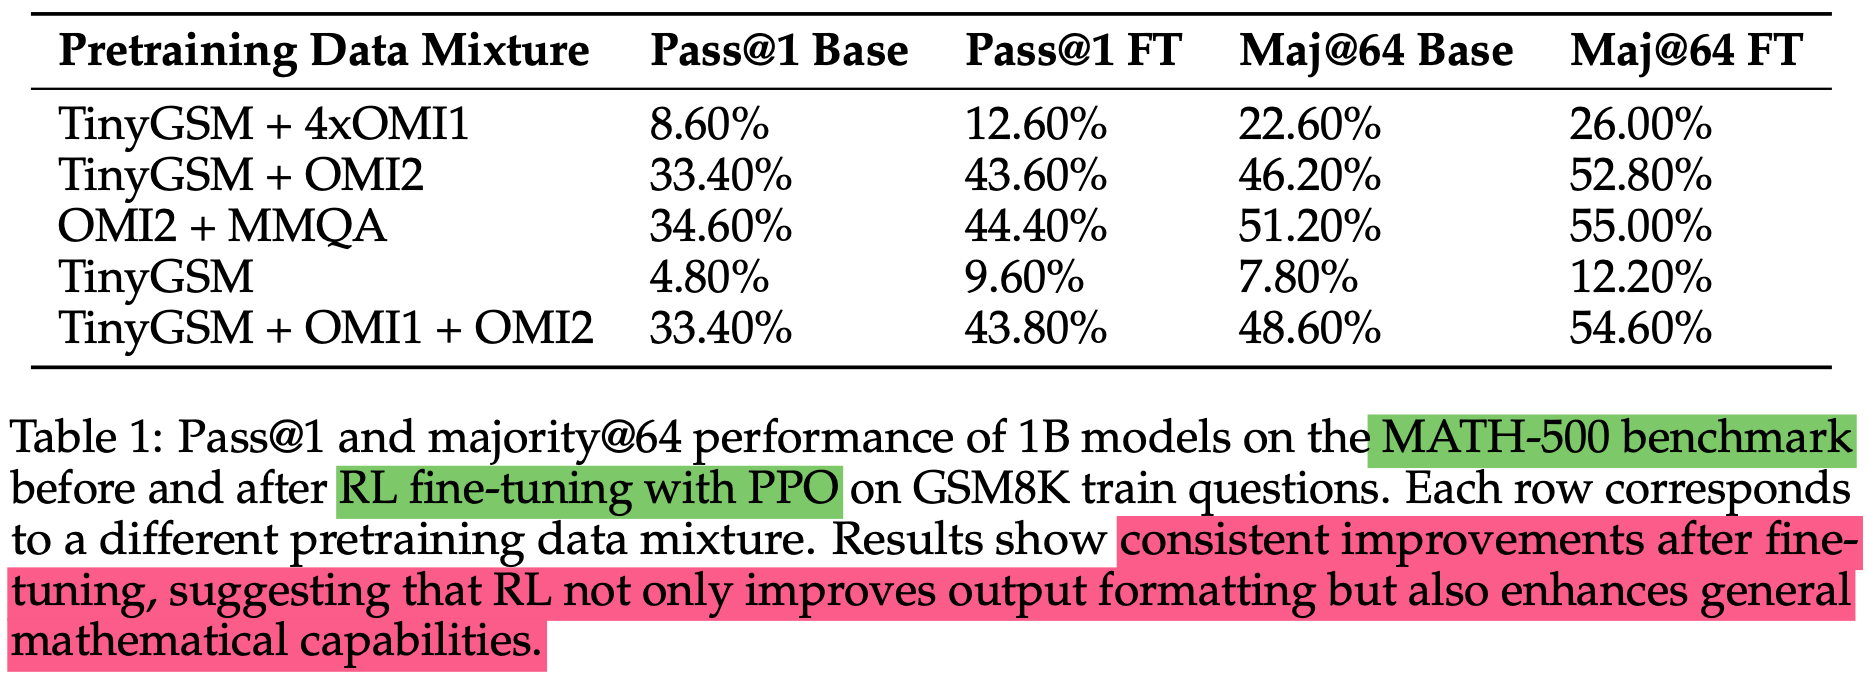 Pretraining Data Mixture Pass@1 Base Pass@1 FT Maj@64 Base Maj@64 FT
TinyGSM + 4xOMI1 8.60% 12.60% 22.60% 26.00%
TinyGSM + OMI2 33.40% 43.60% 46.20% 52.80%
OMI2 + MMQA 34.60% 44.40% 51.20% 55.00%
TinyGSM 4.80% 9.60% 7.80% 12.20%
TinyGSM + OMI1 + OMI2 33.40% 43.80% 48.60% 54.60%
Table 1: Pass@1 and majority@64 performance of 1B models on the MATH-500 benchmark
before and after RL fine-tuning with PPO on GSM8K train questions. Each row corresponds
to a different pretraining data mixture. Results show consistent improvements after fine-
tuning, suggesting that RL not only improves output formatting but also enhances general
mathematical capabilities.